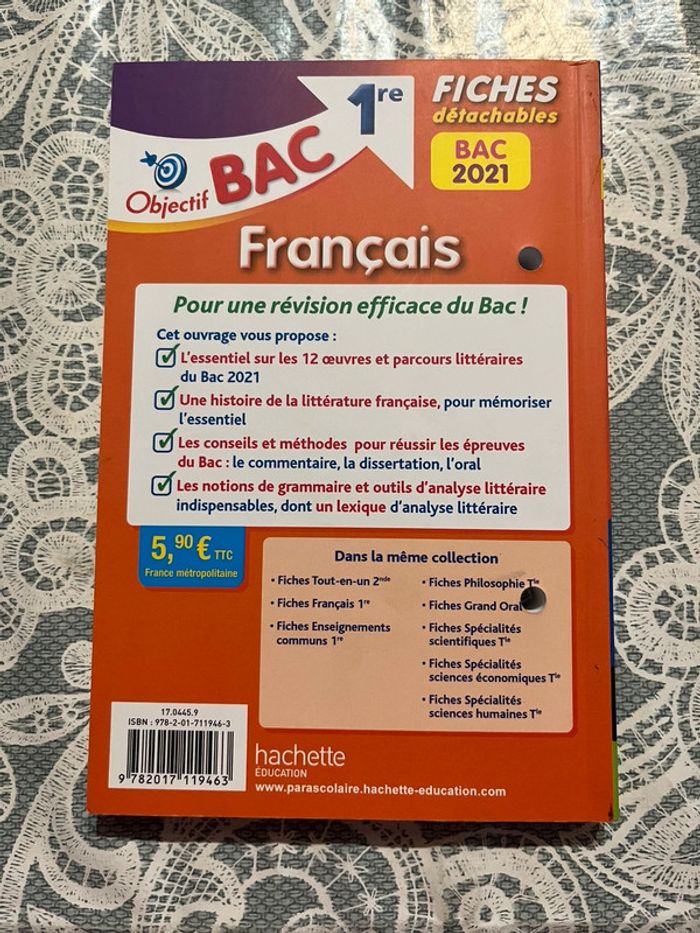 Objectif BAC 1re
FICHES
détachables
BAC
2021
Français
Pour une révision efficace du Bac !
Cet ouvrage vous propose :
L'essentiel sur les 12 œuvres et parcours littéraires
du Bac 2021
Une histoire de la littérature française, pour mémoriser
l'essentiel
Les conseils et méthodes pour réussir les épreuves
du Bac : le commentaire, la dissertation, l'oral
Les notions de grammaire et outils d'analyse littéraire
indispensables, dont un lexique d'analyse littéraire
5,90 € TTC
France métropolitaine
Dans la même collection
• Fiches Tout-en-un 2nde
• Fiches Français 1re
• Fiches Enseignements
communs 1re
• Fiches Philosophie Tle
• Fiches Grand Oral
• Fiches Spécialités
scientifiques Tle
• Fiches Spécialités
sciences économiques Tle
• Fiches Spécialités
sciences humaines Tle
17.0445.9
ISBN : 978-2-01-711946-3
9 782017 119463
hachette
ÉDUCATION
www.parascolaire.hachette-education.com